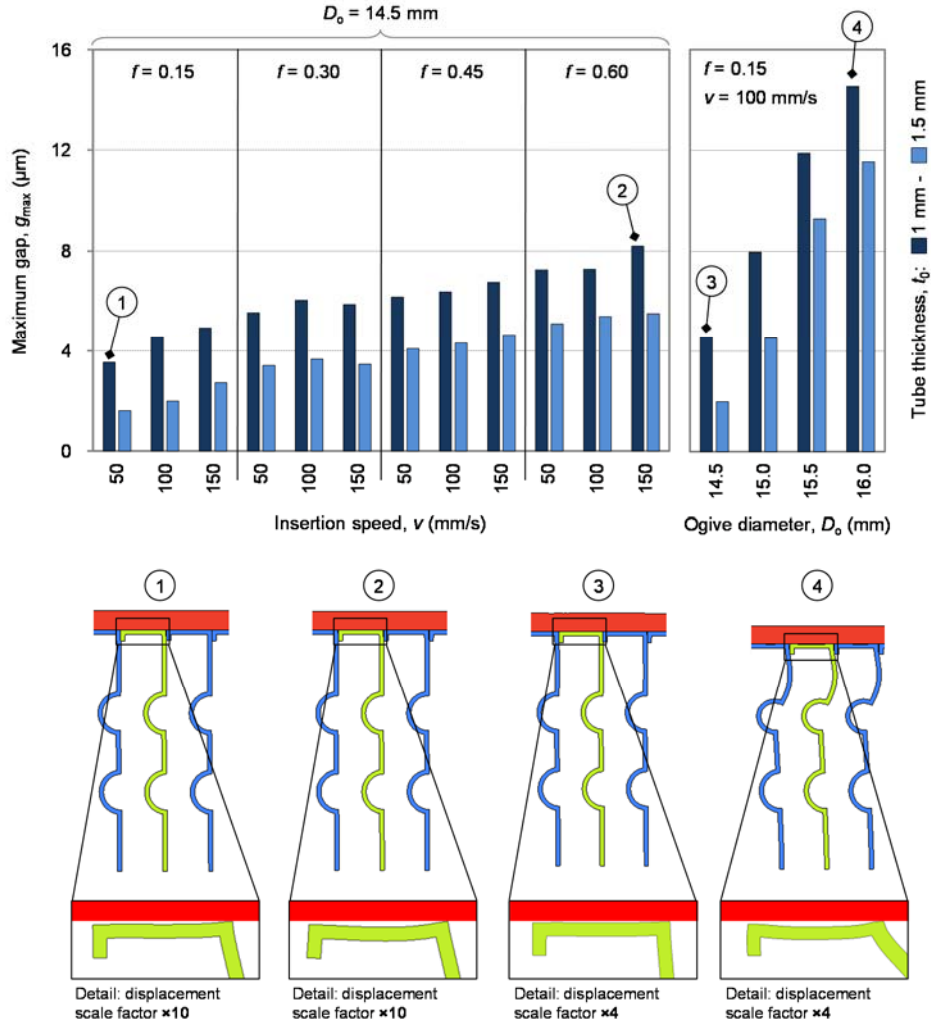 Dₒ = 14.5 mm
Maximum gap, gmax (μm)
16
12
8
4
0
f = 0.15
f = 0.30
f = 0.45
f = 0.60
1
2
50
100
150
50
100
150
50
100
150
50
100
150
Insertion speed, v (mm/s)
f = 0.15
v = 100 mm/s
3
4
14.5
15.0
15.5
16.0
Ogive diameter, Dₒ (mm)
Tube thickness, t₀: 1 mm - 1.5 mm
1
2
3
4
Detail: displacement
scale factor ×10
Detail: displacement
scale factor ×10
Detail: displacement
scale factor ×4
Detail: displacement
scale factor ×4